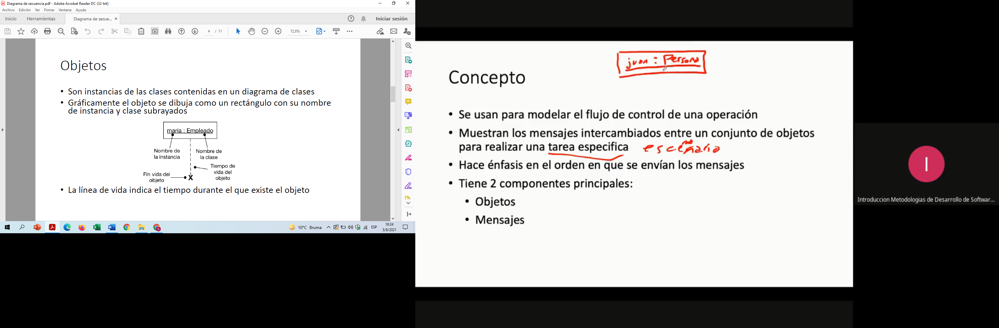 Diagrama de secuencia.pdf - Adobe Acrobat Reader DC (32-bit)
Archivo Edición Ver Firmar Ventana Ayuda
Inicio Herramientas Diagrama de secue... × Iniciar sesión
4 / 11 72,8%
Objetos
• Son instancias de las clases contenidas en un diagrama de clases
• Gráficamente el objeto se dibuja como un rectángulo con su nombre
de instancia y clase subrayados
maria : Empleado
Nombre de
la instancia
Nombre de
la clase
Tiempo de
vida del
objeto
Fin vida del
objeto
X
• La línea de vida indica el tiempo durante el que existe el objeto
10°C Bruma ESP
18:24
5/8/2021
juan : Persona
Concepto
• Se usan para modelar el flujo de control de una operación
• Muestran los mensajes intercambiados entre un conjunto de objetos
para realizar una tarea especifica escenario
• Hace énfasis en el orden en que se envían los mensajes
• Tiene 2 componentes principales:
• Objetos
• Mensajes
I
Introduccion Metodologias de Desarrollo de Softwar...